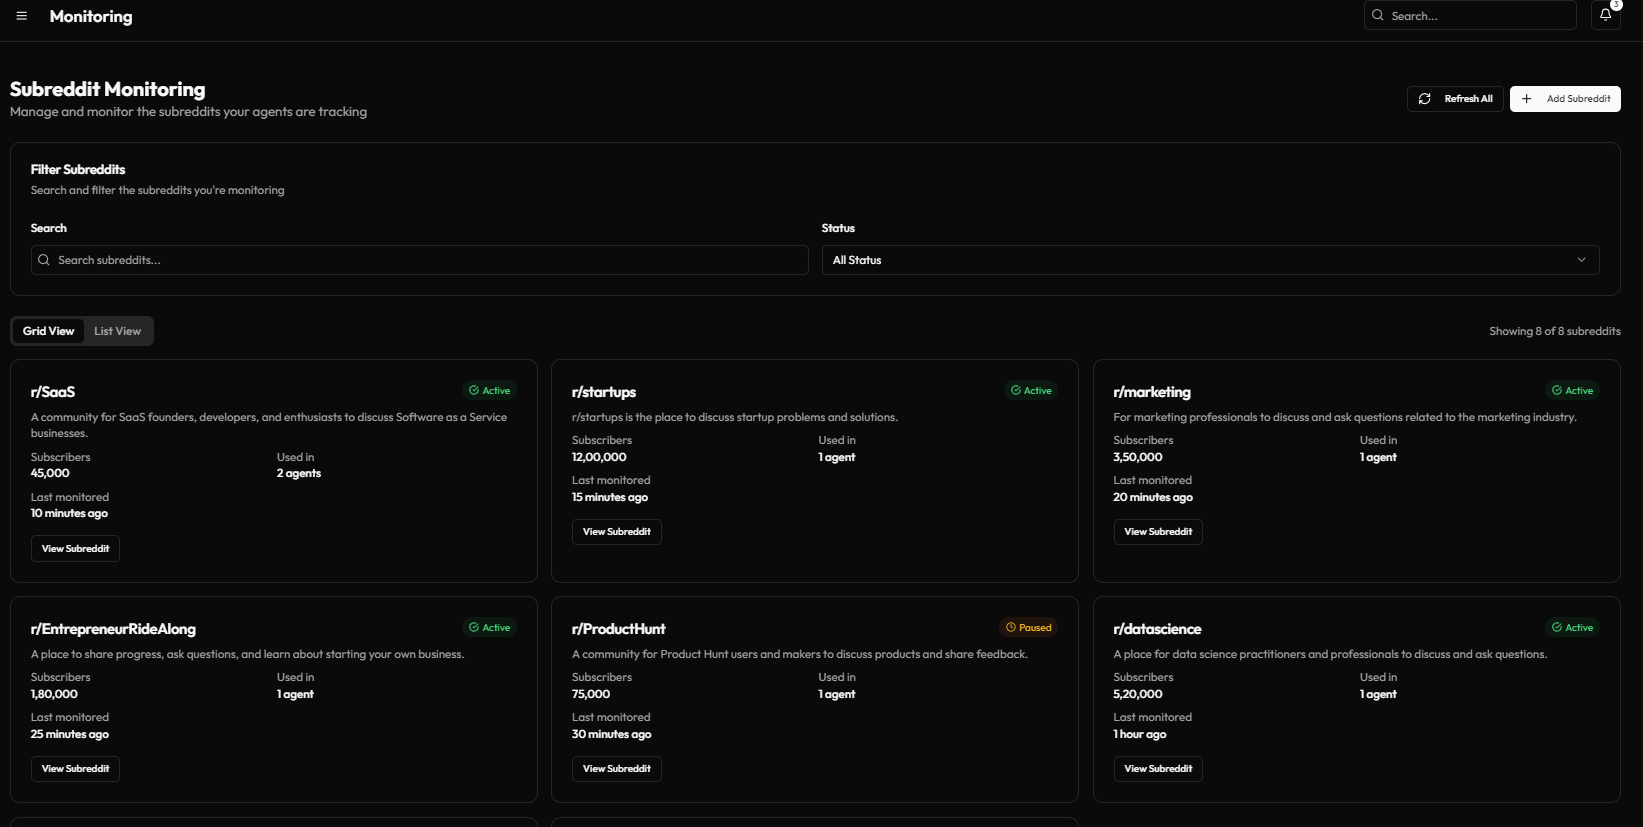 Monitoring
Search...
3
Subreddit Monitoring
Manage and monitor the subreddits your agents are tracking
Refresh All
Add Subreddit
Filter Subreddits
Search and filter the subreddits you're monitoring
Search
Status
Search subreddits...
All Status
Grid View
List View
Showing 8 of 8 subreddits
r/SaaS
Active
A community for SaaS founders, developers, and enthusiasts to discuss Software as a Service
businesses.
Subscribers
Used in
45,000
2 agents
Last monitored
10 minutes ago
View Subreddit
r/startups
Active
r/startups is the place to discuss startup problems and solutions.
Subscribers
Used in
12,00,000
1 agent
Last monitored
15 minutes ago
View Subreddit
r/marketing
Active
For marketing professionals to discuss and ask questions related to the marketing industry.
Subscribers
Used in
3,50,000
1 agent
Last monitored
20 minutes ago
View Subreddit
r/EntrepreneurRideAlong
Active
A place to share progress, ask questions, and learn about starting your own business.
Subscribers
Used in
1,80,000
1 agent
Last monitored
25 minutes ago
View Subreddit
r/ProductHunt
Paused
A community for Product Hunt users and makers to discuss products and share feedback.
Subscribers
Used in
75,000
1 agent
Last monitored
30 minutes ago
View Subreddit
r/datascience
Active
A place for data science practitioners and professionals to discuss and ask questions.
Subscribers
Used in
5,20,000
1 agent
Last monitored
1 hour ago
View Subreddit